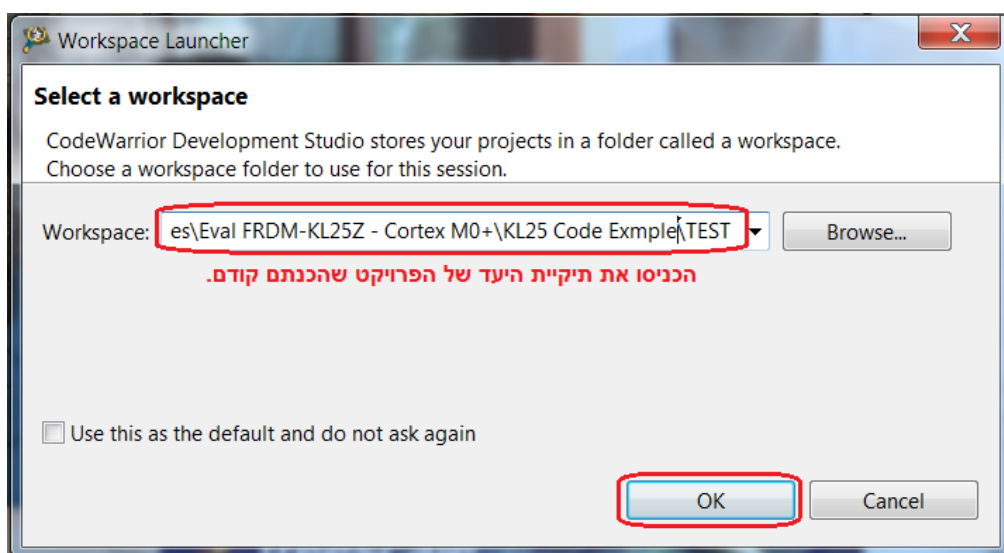 Workspace Launcher
Select a workspace
CodeWarrior Development Studio stores your projects in a folder called a workspace.
Choose a workspace folder to use for this session.
Workspace: es\Eval FRDM-KL25Z - Cortex M0+\KL25 Code Exmple\TEST Browse...
הכניסו את תיקיית היעד של הפרויקט שהכנתם קודם.
Use this as the default and do not ask again
OK Cancel